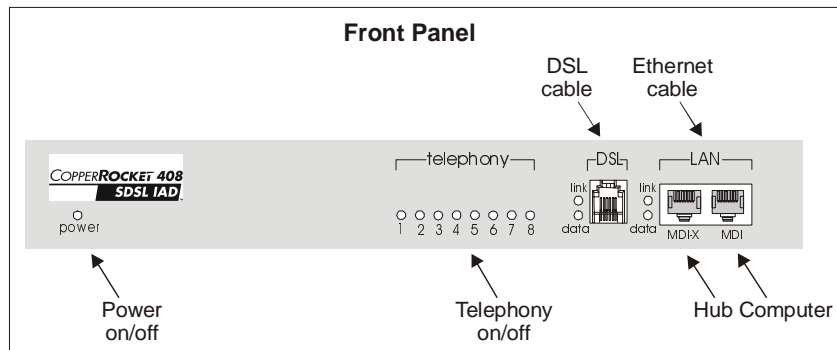 Front Panel
DSL
cable
Ethernet
cable
COPPERROCKET 408
SDSL IAD
power
telephony
1 2 3 4 5 6 7 8
DSL
link
data
LAN
link
data
MDI-X MDI
Power
on/off
Telephony
on/off
Hub Computer